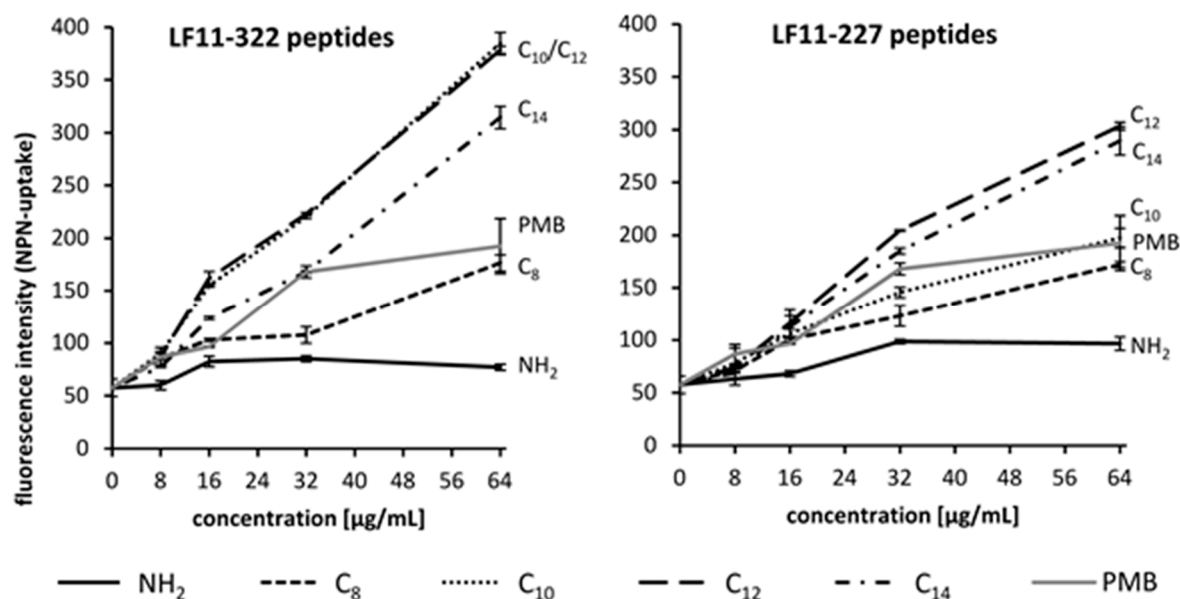 LF11-322 peptides
fluorescence intensity (NPN-uptake)
400
350
300
250
200
150
100
50
0
C10/C12
C14
PMB
C8
NH2
0 8 16 24 32 40 48 56 64
concentration [µg/mL]
LF11-227 peptides
400
350
300
250
200
150
100
50
0
C12
C14
C10
PMB
C8
NH2
0 8 16 24 32 40 48 56 64
concentration [µg/mL]
NH2 C8 C10 C12 C14 PMB